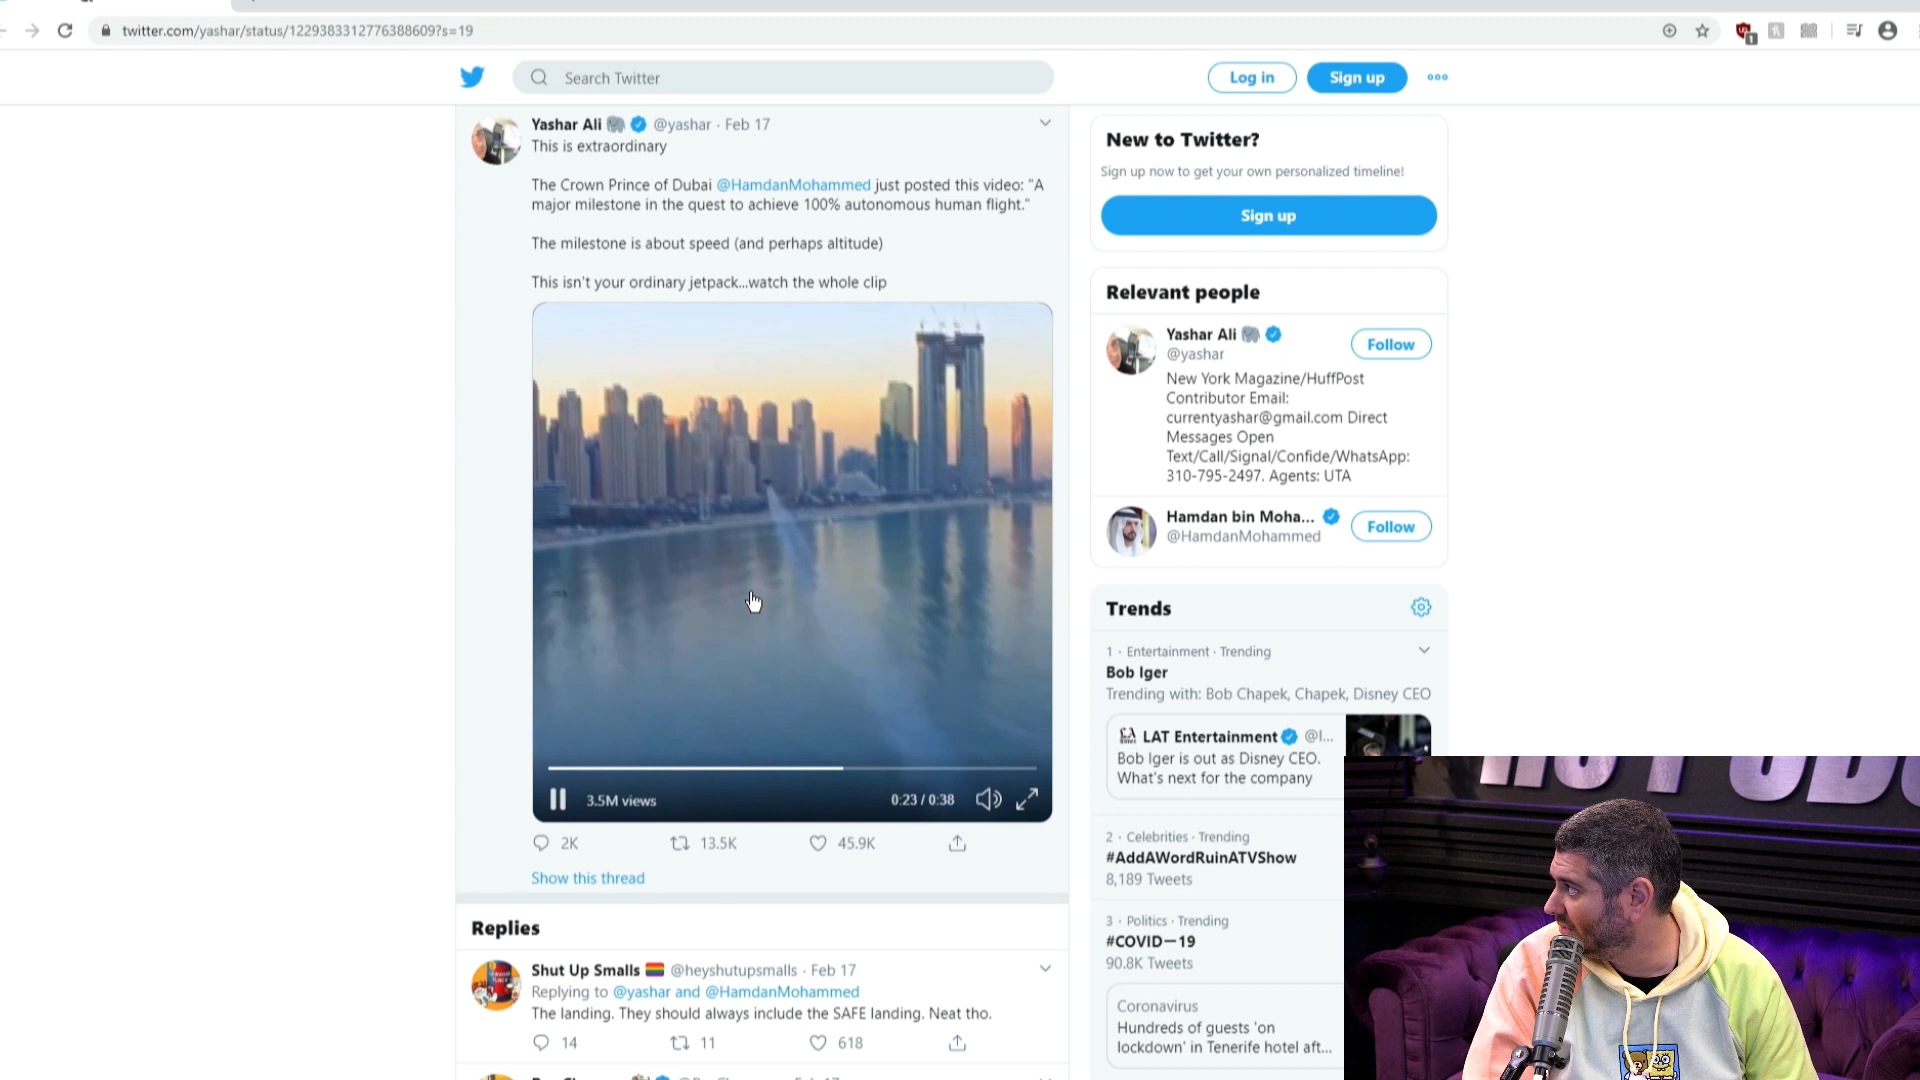 twitter.com/yashar/status/1229383312776388609?s=19
1
Search Twitter
Log in
Sign up
Yashar Ali @yashar · Feb 17
This is extraordinary
The Crown Prince of Dubai @HamdanMohammed just posted this video: "A
major milestone in the quest to achieve 100% autonomous human flight."
The milestone is about speed (and perhaps altitude)
This isn't your ordinary jetpack...watch the whole clip
3.5M views
0:23 / 0:38
2K
13.5K
45.9K
Show this thread
Replies
Shut Up Smalls @heyshutupsmalls · Feb 17
Replying to @yashar and @HamdanMohammed
The landing. They should always include the SAFE landing. Neat tho.
14
11
618
New to Twitter?
Sign up now to get your own personalized timeline!
Sign up
Relevant people
Yashar Ali
@yashar
Follow
New York Magazine/HuffPost
Contributor Email:
currentyashar@gmail.com Direct
Messages Open
Text/Call/Signal/Confide/WhatsApp:
310-795-2497. Agents: UTA
Hamdan bin Moha...
@HamdanMohammed
Follow
Trends
1 · Entertainment · Trending
Bob Iger
Trending with: Bob Chapek, Chapek, Disney CEO
LAT Entertainment @l...
Bob Iger is out as Disney CEO.
What's next for the company
2 · Celebrities · Trending
#AddAWordRuinATVShow
8,189 Tweets
3 · Politics · Trending
#COVID—19
90.8K Tweets
Coronavirus
Hundreds of guests 'on
lockdown' in Tenerife hotel aft...